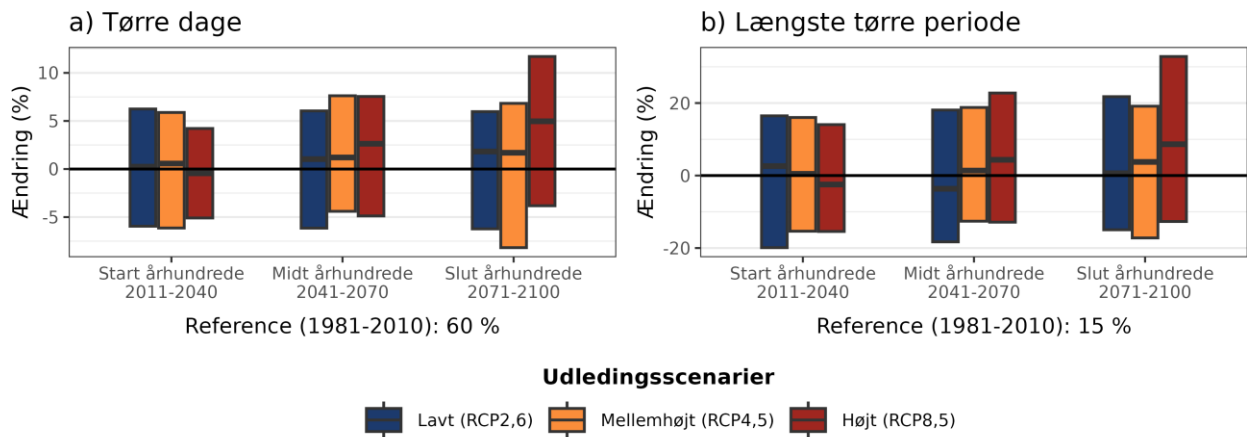 a) Tørre dage
Ændring (%)
10
5
0
-5
Start århundrede
2011-2040
Midt århundrede
2041-2070
Slut århundrede
2071-2100
Reference (1981-2010): 60 %
b) Længste tørre periode
Ændring (%)
20
0
-20
Start århundrede
2011-2040
Midt århundrede
2041-2070
Slut århundrede
2071-2100
Reference (1981-2010): 15 %
Udledingsscenarier
Lavt (RCP2,6)
Mellemhøjt (RCP4,5)
Højt (RCP8,5)